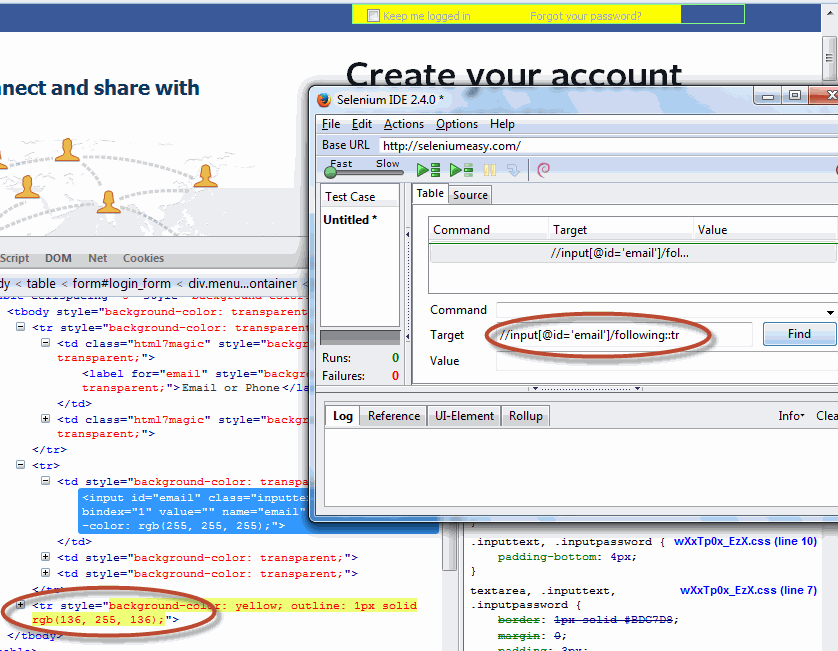 Keep me logged in Forgot your password?
nnect and share with
Create your account
Selenium IDE 2.4.0 *
File Edit Actions Options Help
Base URL http://seleniumeasy.com/
Fast Slow
Test Case
Untitled *
Runs: 0
Failures: 0
Table Source
Command Target Value
//input[@id='email']/fol...
Command
Target //input[@id='email']/following::tr Find
Value
Log Reference UI-Element Rollup Info Clea
Script DOM Net Cookies
dy < table < form#login_form < div.menu...ontainer <
<tbody style="background-color: transparent
<tr style="background-color: transparent
<td class="html7magic" style="backgro
transparent;">
<label for="email" style="backgro
transparent;">Email or Phone</la
</td>
<td class="html7magic" style="backgro
transparent;">
</tr>
<tr>
<td style="background-color: transpa
<input id="email" class="inputte
bindex="1" value="" name="email"
-color: rgb(255, 255, 255);">
</td>
<td style="background-color: transparent;">
<td style="background-color: transparent;">
</tr>
<tr style="background-color: yellow; outline: 1px solid
rgb(136, 255, 136);">
</tbody>
}
.inputtext, .inputpassword { wXxTp0x_EzX.css (line 10)
padding-bottom: 4px;
}
textarea, .inputtext, wXxTp0x_EzX.css (line 7)
.inputpassword {
border: 1px solid #BDC7D8;
margin: 0;
padding: 3px;